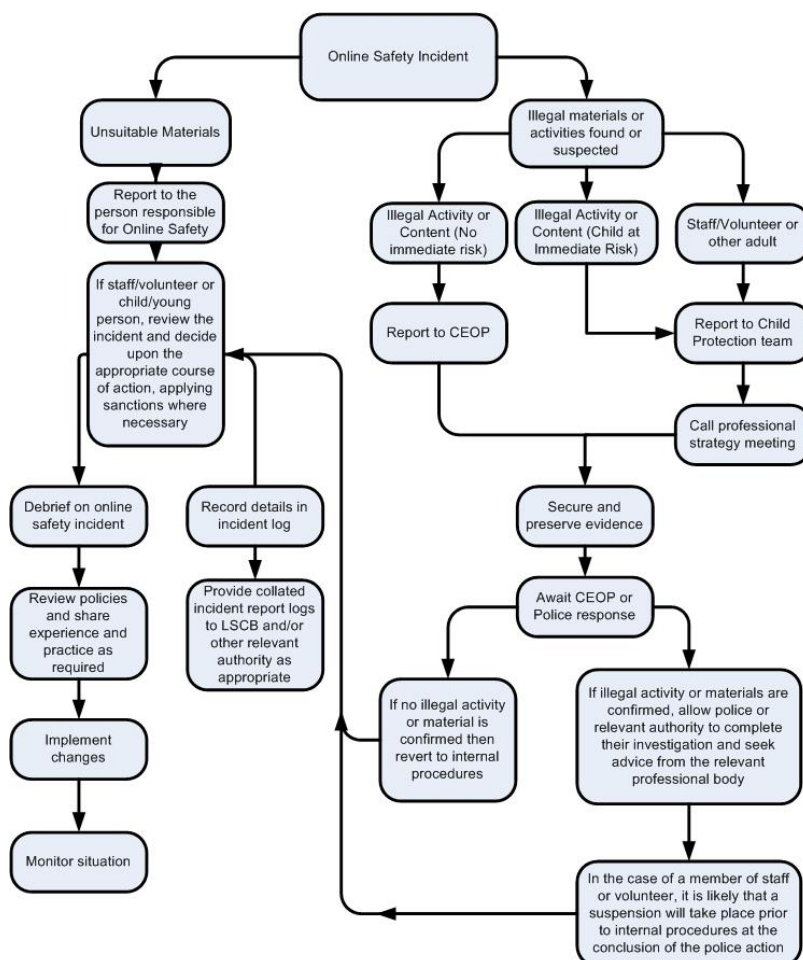 Online Safety Incident
Unsuitable Materials
Report to the
person responsible
for Online Safety
If staff/volunteer or
child/young
person, review the
incident and decide
upon the
appropriate course
of action, applying
sanctions where
necessary
Debrief on online
safety incident
Review policies
and share
experience and
practice as
required
Implement
changes
Monitor situation
Record details in
incident log
Provide collated
incident report logs
to LSCB and/or
other relevant
authority as
appropriate
Illegal materials or
activities found or
suspected
Illegal Activity or
Content (No
immediate risk)
Illegal Activity or
Content (Child at
Immediate Risk)
Staff/Volunteer or
other adult
Report to CEOP
Report to Child
Protection team
Call professional
strategy meeting
Secure and
preserve evidence
Await CEOP or
Police response
If no illegal activity
or material is
confirmed then
revert to internal
procedures
If illegal activity or materials are
confirmed, allow police or
relevant authority to complete
their investigation and seek
advice from the relevant
professional body
In the case of a member of staff
or volunteer, it is likely that a
suspension will take place prior
to internal procedures at the
conclusion of the police action